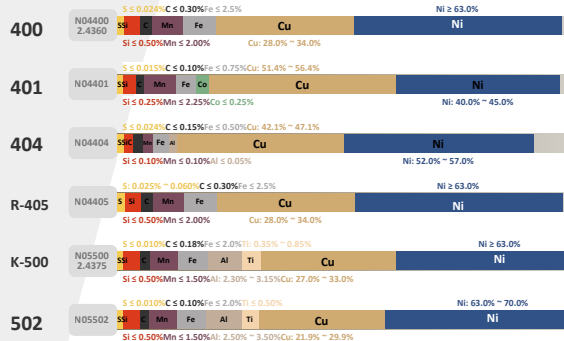 S ≤ 0.024%C ≤ 0.30%Fe ≤ 2.5% Ni ≥ 63.0%
400 N04400 2.4360 S Si C Mn Fe Cu Ni
Si ≤ 0.50%Mn ≤ 2.00% Cu: 28.0% ~ 34.0%
S ≤ 0.015%C ≤ 0.10%Fe ≤ 0.75%Cu: 51.4% ~ 56.4%
401 N04401 SSi C Mn Fe Co Cu Ni
Si ≤ 0.25%Mn ≤ 2.25%Co ≤ 0.25% Ni: 40.0% ~ 45.0%
S ≤ 0.024%C ≤ 0.15%Fe ≤ 0.50%Cu: 42.1% ~ 47.1%
404 N04404 SSiC Mn Fe Al Cu Ni
Si ≤ 0.10%Mn ≤ 0.10%Al ≤ 0.05% Ni: 52.0% ~ 57.0%
S: 0.025% ~ 0.060%C ≤ 0.30%Fe ≤ 2.5% Ni ≥ 63.0%
R-405 N04405 S Si C Mn Fe Cu Ni
Si ≤ 0.50%Mn ≤ 2.00% Cu: 28.0% ~ 34.0%
S ≤ 0.010%C ≤ 0.18%Fe ≤ 2.0%Ti: 0.35% ~ 0.85% Ni ≥ 63.0%
K-500 N05500 2.4375 SSi C Mn Fe Al Ti Cu Ni
Si ≤ 0.50%Mn ≤ 1.50%Al: 2.30% ~ 3.15%Cu: 27.0% ~ 33.0%
S ≤ 0.010%C ≤ 0.10%Fe ≤ 2.0%Ti ≤ 0.50% Ni: 63.0% ~ 70.0%
502 N05502 SSi C Mn Fe Al Ti Cu Ni
Si ≤ 0.50%Mn ≤ 1.50%Al: 2.50% ~ 3.50%Cu: 21.9% ~ 29.9%